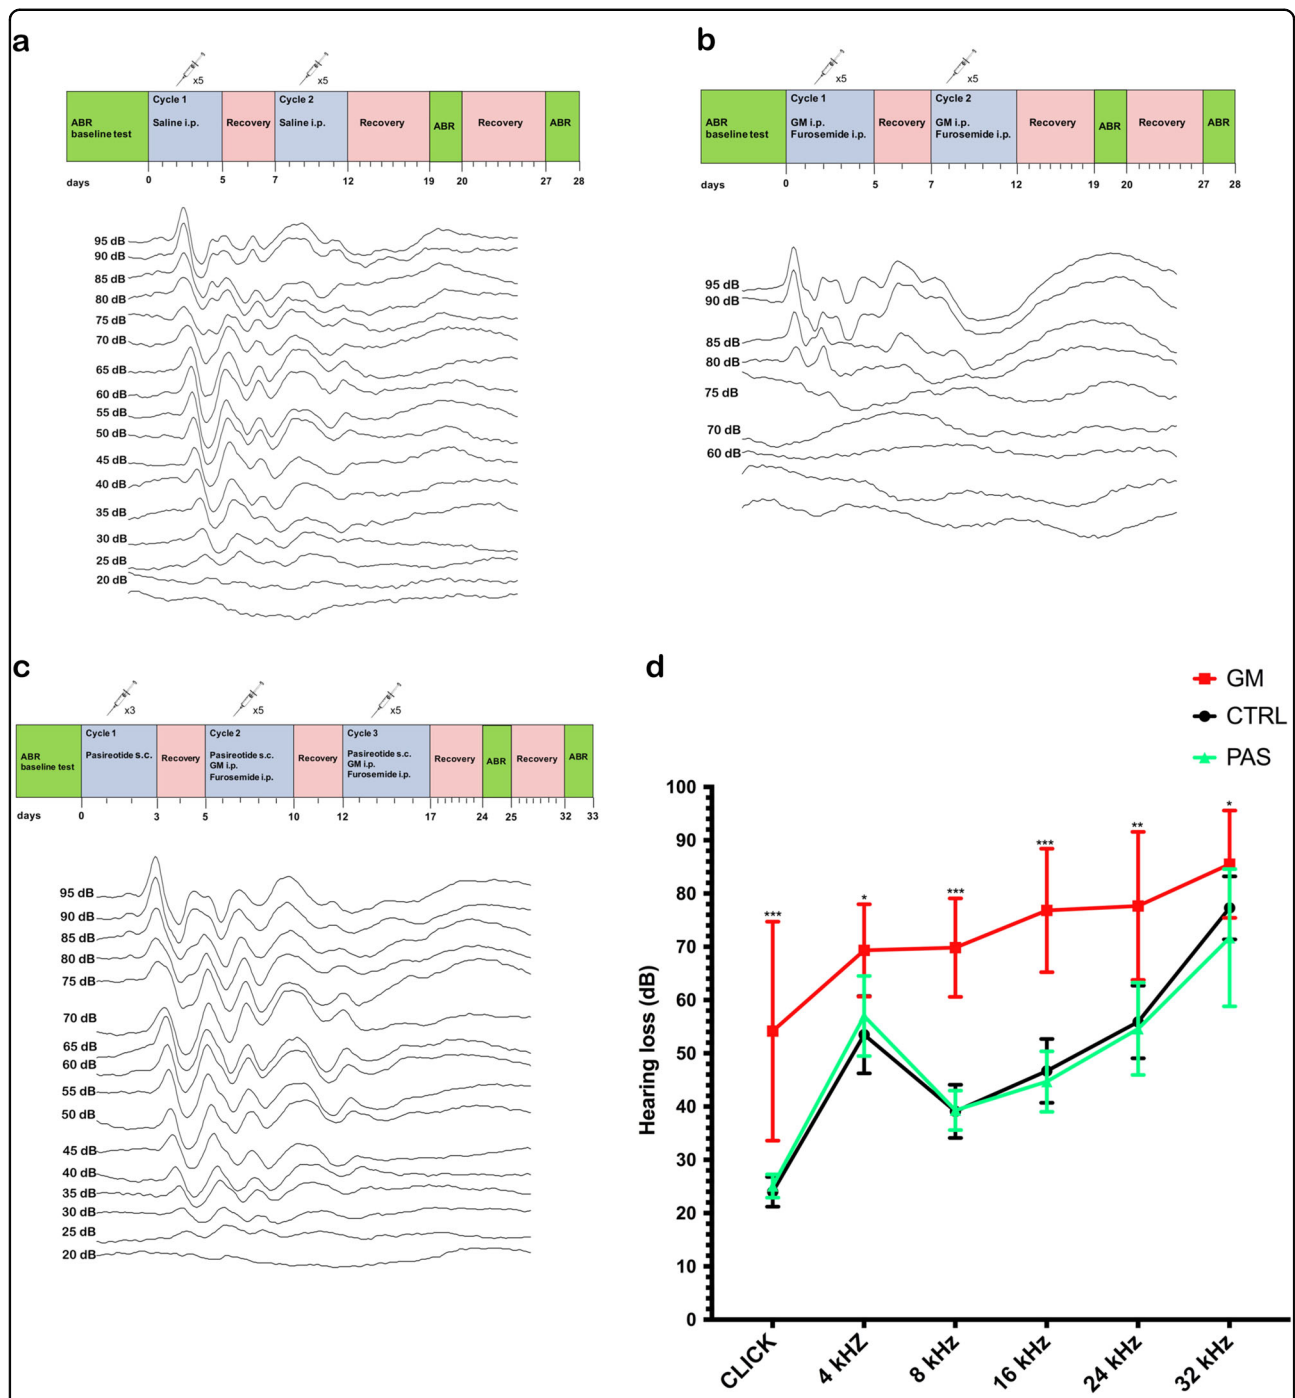 a
x5
x5
ABR
baseline test
Cycle 1
Saline i.p.
Recovery
Cycle 2
Saline i.p.
Recovery
ABR
Recovery
ABR
days
0 5 7 12 19 20 27 28
95 dB
90 dB
85 dB
80 dB
75 dB
70 dB
65 dB
60 dB
55 dB
50 dB
45 dB
40 dB
35 dB
30 dB
25 dB
20 dB
b
x5
x5
ABR
baseline test
Cycle 1
GM i.p.
Furosemide i.p.
Recovery
Cycle 2
GM i.p.
Furosemide i.p.
Recovery
ABR
Recovery
ABR
days
0 5 7 12 19 20 27 28
95 dB
90 dB
85 dB
80 dB
75 dB
70 dB
60 dB
c
x3
x5
x5
ABR
baseline test
Cycle 1
Pasireotide s.c.
Recovery
Cycle 2
Pasireotide s.c.
GM i.p.
Furosemide i.p.
Recovery
Cycle 3
Pasireotide s.c.
GM i.p.
Furosemide i.p.
Recovery
ABR
Recovery
ABR
days
0 3 5 10 12 17 24 25 32 33
95 dB
90 dB
85 dB
80 dB
75 dB
70 dB
65 dB
60 dB
55 dB
50 dB
45 dB
40 dB
35 dB
30 dB
25 dB
20 dB
d
GM
CTRL
PAS
Hearing loss (dB)
100
90
80
70
60
50
40
30
20
10
0
***
*
***
***
**
*
CLICK
4 kHZ
8 kHz
16 kHz
24 kHz
32 kHz